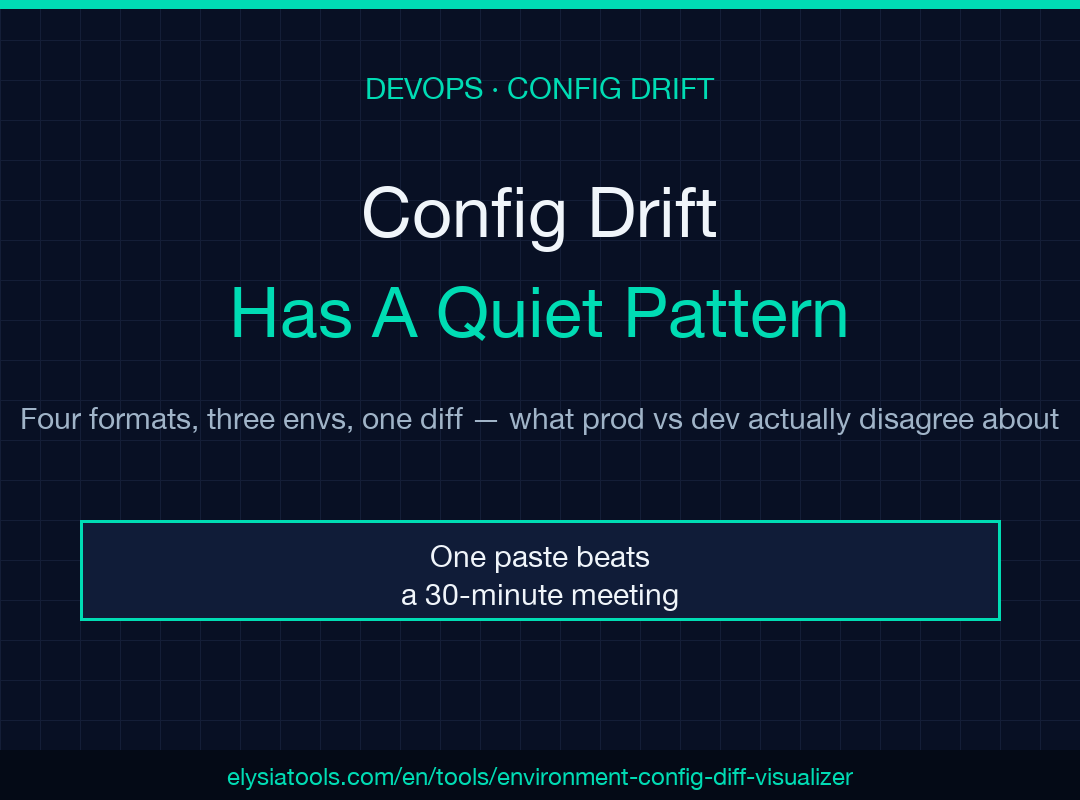 DEVOPS · CONFIG DRIFT
Config Drift
Has A Quiet Pattern
Four formats, three envs, one diff — what prod vs dev actually disagree about
One paste beats
a 30-minute meeting
elysiatools.com/en/tools/environment-config-diff-visualizer